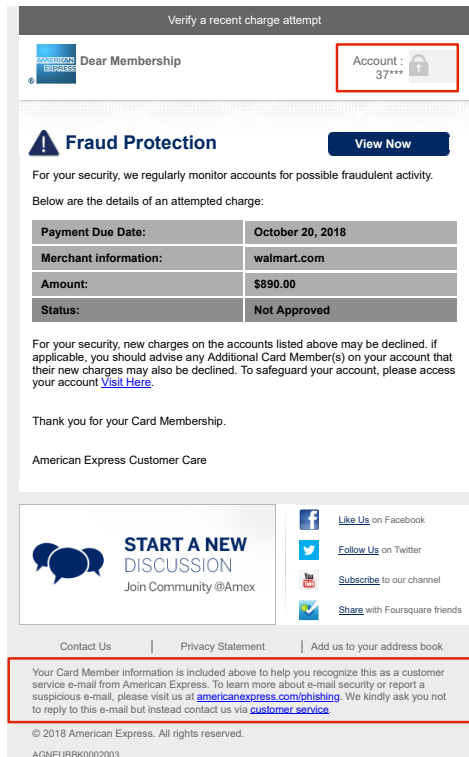 Verify a recent charge attempt
AMERICAN
EXPRESS
®
Dear Membership
Account :
37***
Fraud Protection
View Now
For your security, we regularly monitor accounts for possible fraudulent activity.
Below are the details of an attempted charge:
Payment Due Date: October 20, 2018
Merchant information: walmart.com
Amount: $890.00
Status: Not Approved
For your security, new charges on the accounts listed above may be declined. if
applicable, you should advise any Additional Card Member(s) on your account that
their new charges may also be declined. To safeguard your account, please access
your account Visit Here.
Thank you for your Card Membership.
American Express Customer Care
START A NEW
DISCUSSION
Join Community @Amex
Like Us on Facebook
Follow Us on Twitter
You
Tube
Subscribe to our channel
Share with Foursquare friends
Contact Us | Privacy Statement | Add us to your address book
Your Card Member information is included above to help you recognize this as a customer
service e-mail from American Express. To learn more about e-mail security or report a
suspicious e-mail, please visit us at americanexpress.com/phishing. We kindly ask you not
to reply to this e-mail but instead contact us via customer service.
© 2018 American Express. All rights reserved.
AGNEUBBK0002003